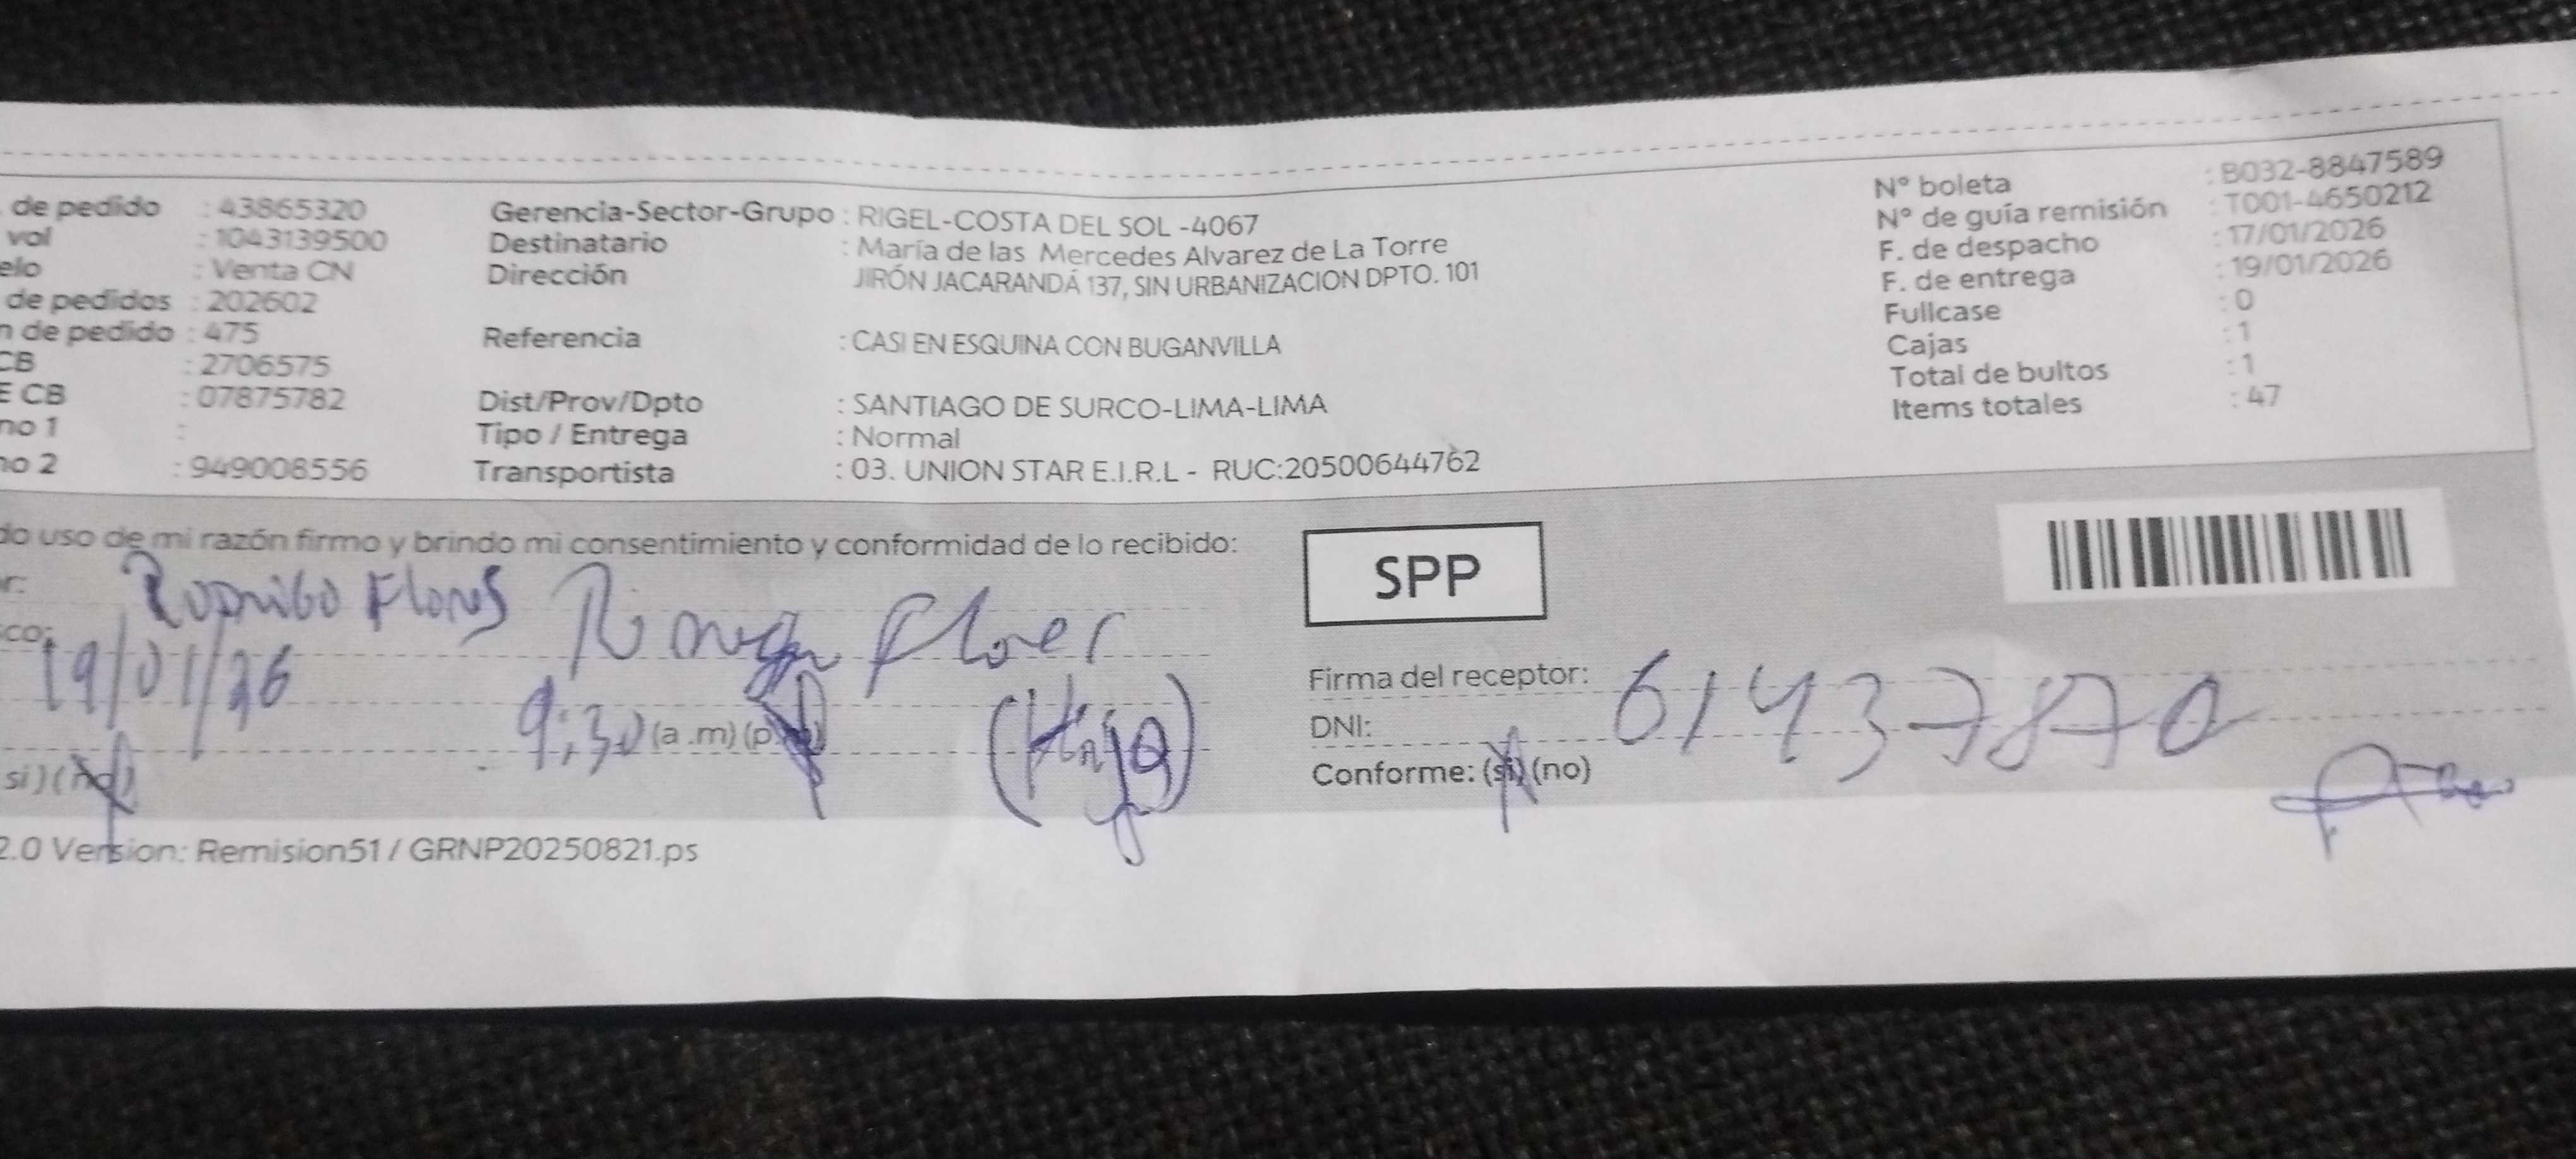 de pedido : 43865320
vol : 1043139500
elo : Venta CN
de pedidos : 202602
n de pedido : 475
CB : 2706575
E CB : 07875782
no 1 :
no 2 : 949008556
Gerencia-Sector-Grupo : RIGEL-COSTA DEL SOL -4067
Destinatario : María de las Mercedes Alvarez de La Torre
Dirección JIRÓN JACARANDÁ 137, SIN URBANIZACION DPTO. 101
Referencia : CASI EN ESQUINA CON BUGANVILLA
Dist/Prov/Dpto : SANTIAGO DE SURCO-LIMA-LIMA
Tipo / Entrega : Normal
Transportista : 03. UNION STAR E.I.R.L - RUC:20500644762
N° boleta : B032-8847589
N° de guía remisión : T001-4650212
F. de despacho : 17/01/2026
F. de entrega : 19/01/2026
Fullcase : 0
Cajas : 1
Total de bultos : 1
Items totales : 47
do uso de mi razón firmo y brindo mi consentimiento y conformidad de lo recibido:
r: Rodrigo Flores
sco:
19/01/26
9:30 (a .m) (p.m)
si) (no)
SPP
Firma del receptor:
DNI: 61437870
Conforme: (si) (no)
2.0 Version: Remision51 / GRNP20250821.ps